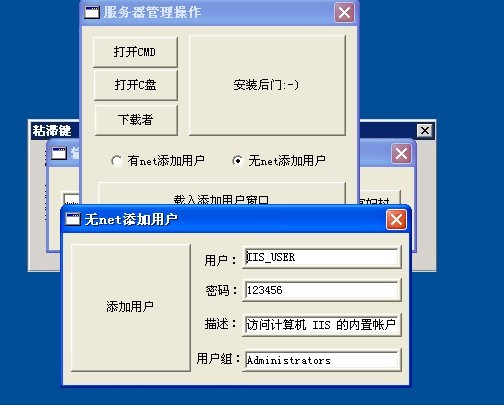 服务器管理操作
打开CMD
打开C盘
下载者
安装后门:-)
有net添加用户
无net添加用户
粘滞键
载入添加用户窗口
无net添加用户
添加用户
用户：
IIS_USER
密码：
123456
描述：
访问计算机 IIS 的内置帐户
用户组：
Administrators